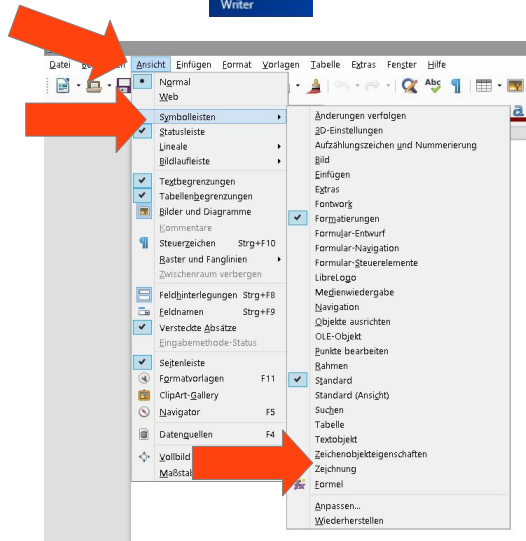 Writer
Datei
Ansicht Einfügen Format Vorlagen Tabelle Extras Fenster Hilfe
Normal
Web
Symbolleisten
Statusleiste
Lineale
Bildlaufleiste
Textbegrenzungen
Tabellenbegrenzungen
Bilder und Diagramme
Kommentare
Steuerzeichen Strg+F10
Raster und Fanglinien
Zwischenraum verbergen
Feldhinterlegungen Strg+F8
Feldnamen Strg+F9
Versteckte Absätze
Eingabemethode-Status
Seitenleiste
Formatvorlagen F11
ClipArt-Gallery
Navigator F5
Datenquellen F4
Vollbild
Änderungen verfolgen
3D-Einstellungen
Aufzählungszeichen und Nummerierung
Bild
Einfügen
Extras
Fontwork
Formatierungen
Formular-Entwurf
Formular-Navigation
Formular-Steuerelemente
LibreLogo
Medienwiedergabe
Navigation
Objekte ausrichten
OLE-Objekt
Punkte bearbeiten
Rahmen
Standard
Standard (Ansicht)
Suchen
Tabelle
Textobjekt
Zeichenobjekteigenschaften
Zeichnung
Formel
Anpassen...
Wiederherstellen
Abc
a